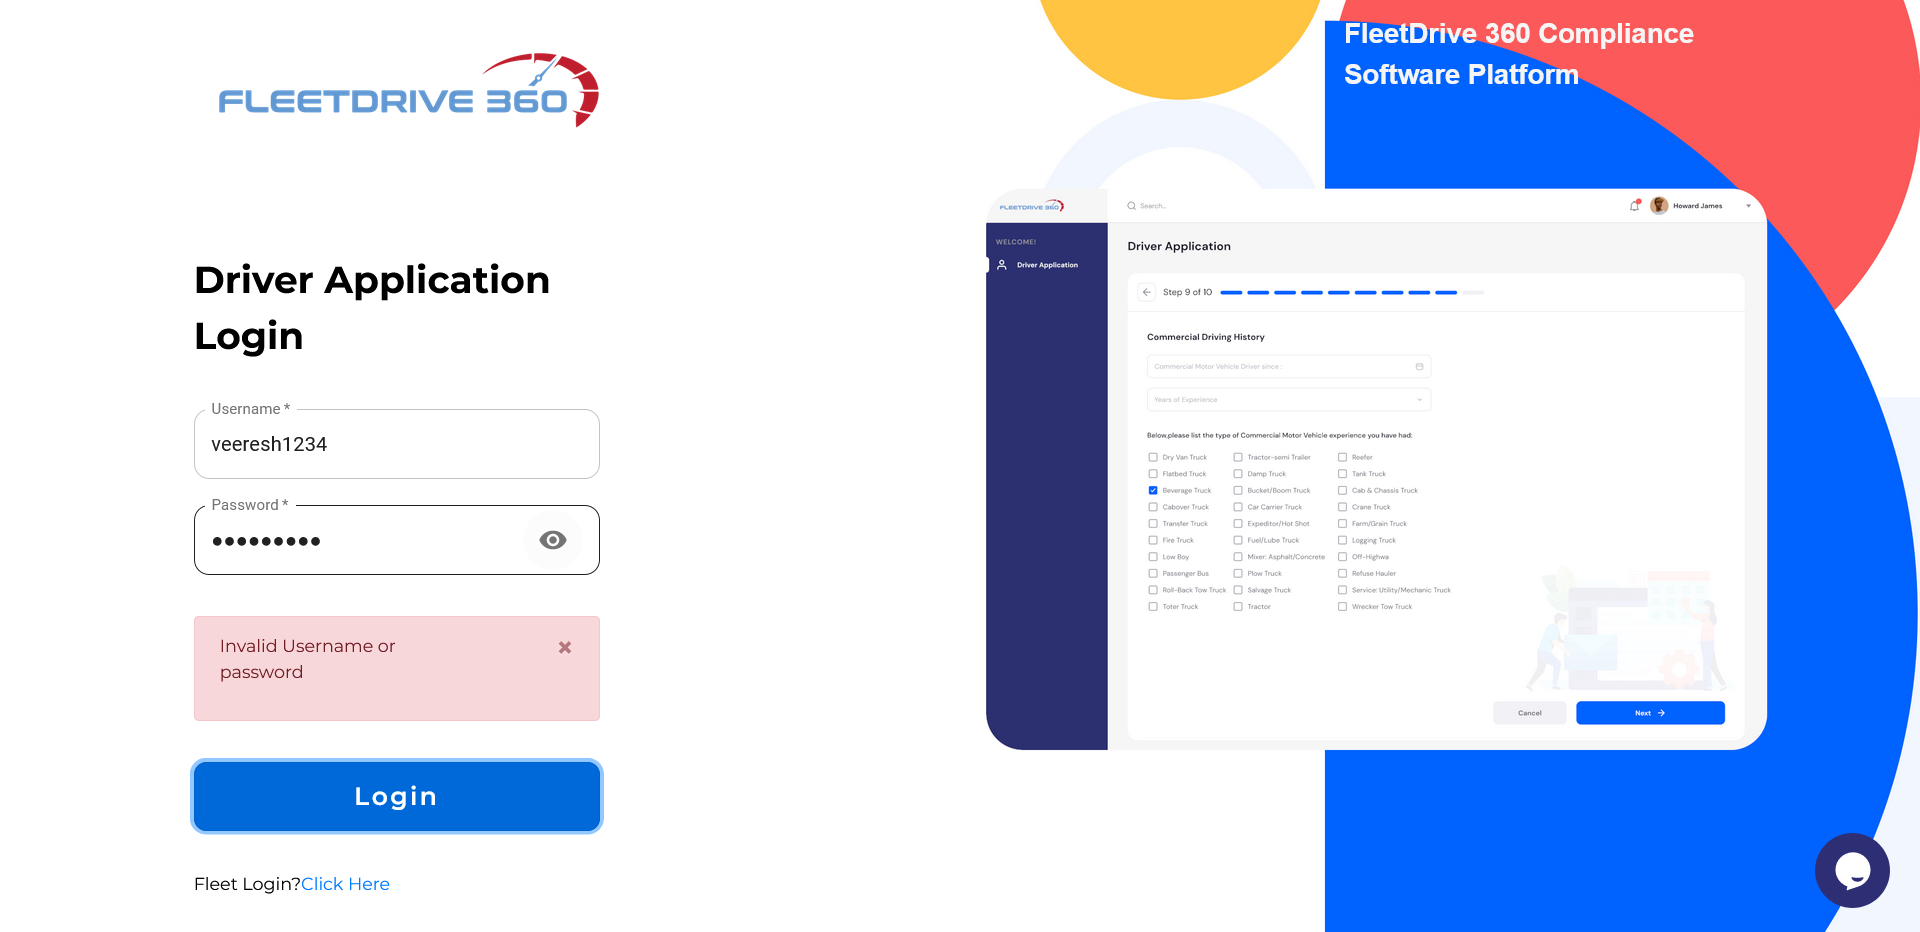 FLEETDRIVE 360
Driver Application
Login
Username *
veeresh1234
Password *
Invalid Username or
password
×
Login
Fleet Login?Click Here
FleetDrive 360 Compliance
Software Platform
FLEETDRIVE 360
Search..
Howard James
WELCOME!
Driver Application
Driver Application
Step 9 of 10
Commercial Driving History
Commercial Motor Vehicle Driver since :
Years of Experience
Below,please list the type of Commercial Motor Vehicle experience you have had:
Dry Van Truck Tractor-semi Trailer Reefer
Flatbed Truck Damp Truck Tank Truck
Beverage Truck Bucket/Boom Truck Cab & Chassis Truck
Cabover Truck Car Carrier Truck Crane Truck
Transfer Truck Expeditor/Hot Shot Farm/Grain Truck
Fire Truck Fuel/Lube Truck Logging Truck
Low Boy Mixer: Asphalt/Concrete Off-Highwa
Passenger Bus Plow Truck Refuse Hauler
Roll-Back Tow Truck Salvage Truck Service: Utility/Mechanic Truck
Toter Truck Tractor Wrecker Tow Truck
Cancel Next